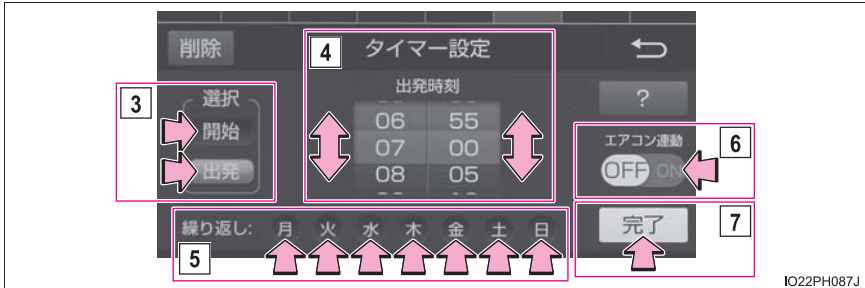 削除
4 タイマー設定
3 選択
出発時刻
?
開始
06 55
エアコン連動
6
07 00
出発
08 05
OFF ON
繰り返し: 月 火 水 木 金 土 日
完了
7
5
IO22PH087J